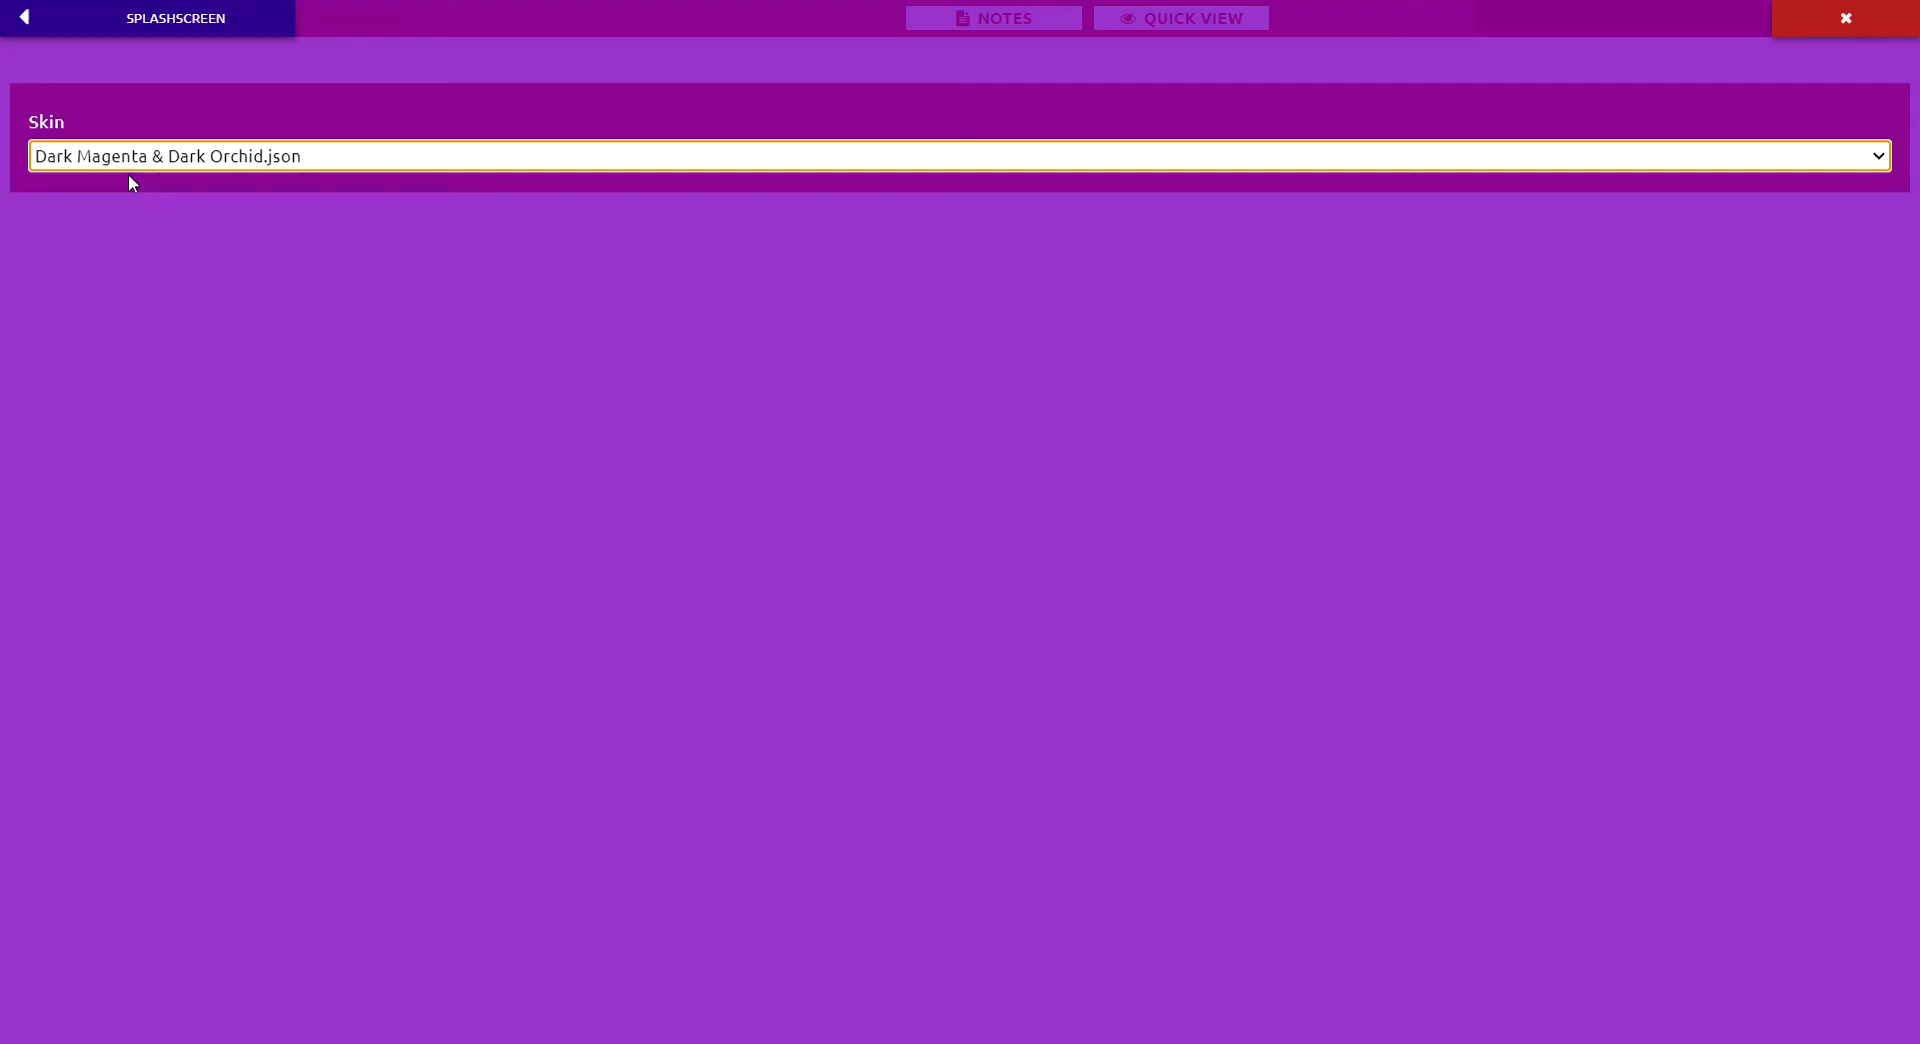 SPLASHSCREEN
NOTES
QUICK VIEW
Skin
Dark Magenta & Dark Orchid.json